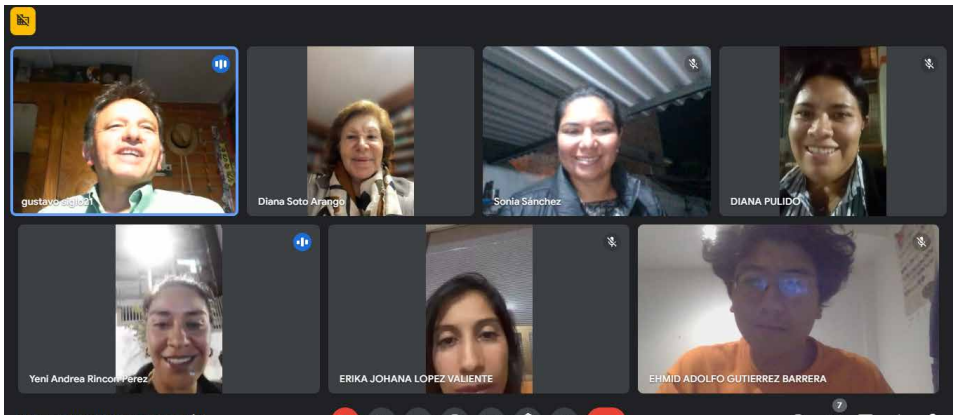 gustavo siglo21
Diana Soto Arango
Sonia Sánchez
DIANA PULIDO
Yeni Andrea Rincon Perez
ERIKA JOHANA LOPEZ VALIENTE
EHMID ADOLFO GUTIERREZ BARRERA
7